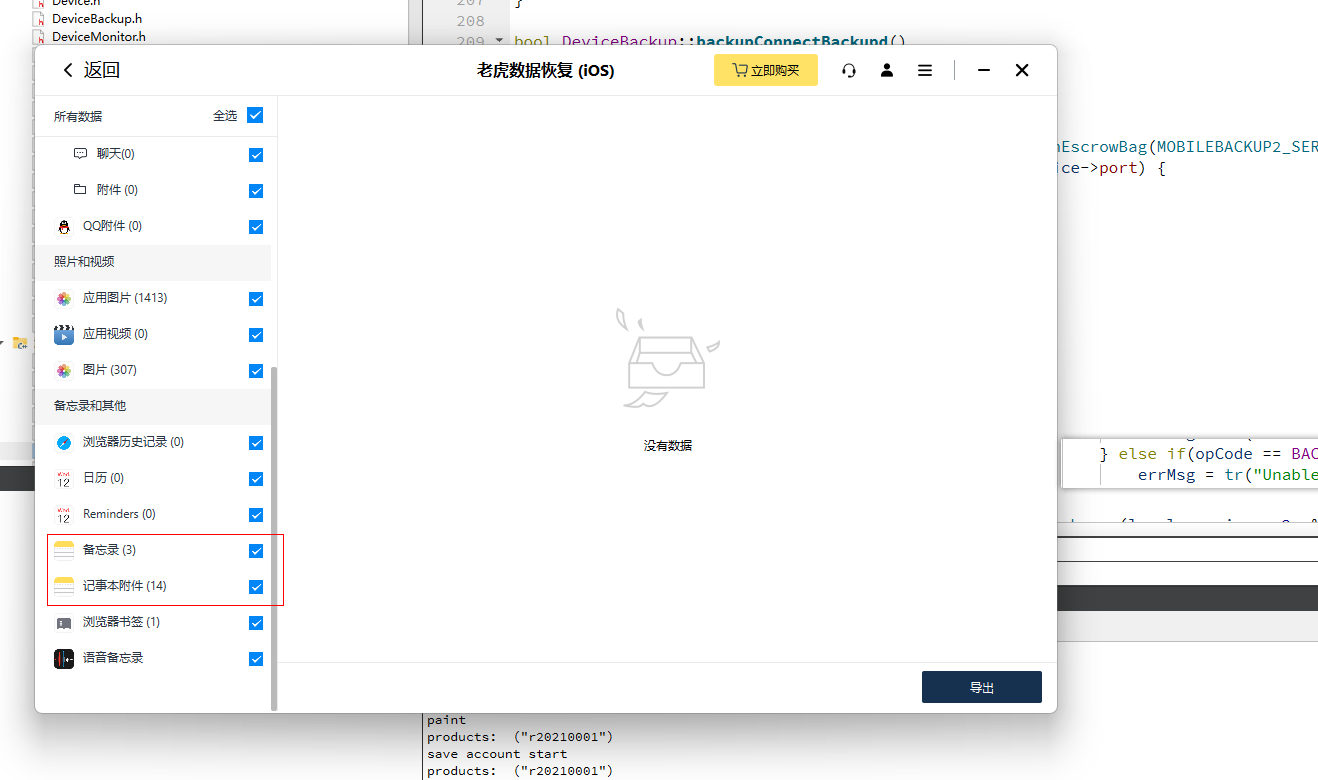 Device.h
DeviceBackup.h
DeviceMonitor.h
207 }
208
209 bool DeviceBackup::backupConnectBackupd()
返回
老虎数据恢复 (iOS)
立即购买
所有数据 全选
聊天(0)
附件 (0)
QQ附件 (0)
照片和视频
应用图片 (1413)
应用视频 (0)
图片 (307)
备忘录和其他
浏览器历史记录 (0)
日历 (0)
Reminders (0)
备忘录 (3)
记事本附件 (14)
浏览器书签 (1)
语音备忘录
没有数据
导出
nEscrowBag(MOBILEBACKUP2_SER
ice->port) {
} else if(opCode == BAC
errMsg = tr("Unable
paint
products: ("r20210001")
save account start
products: ("r20210001")